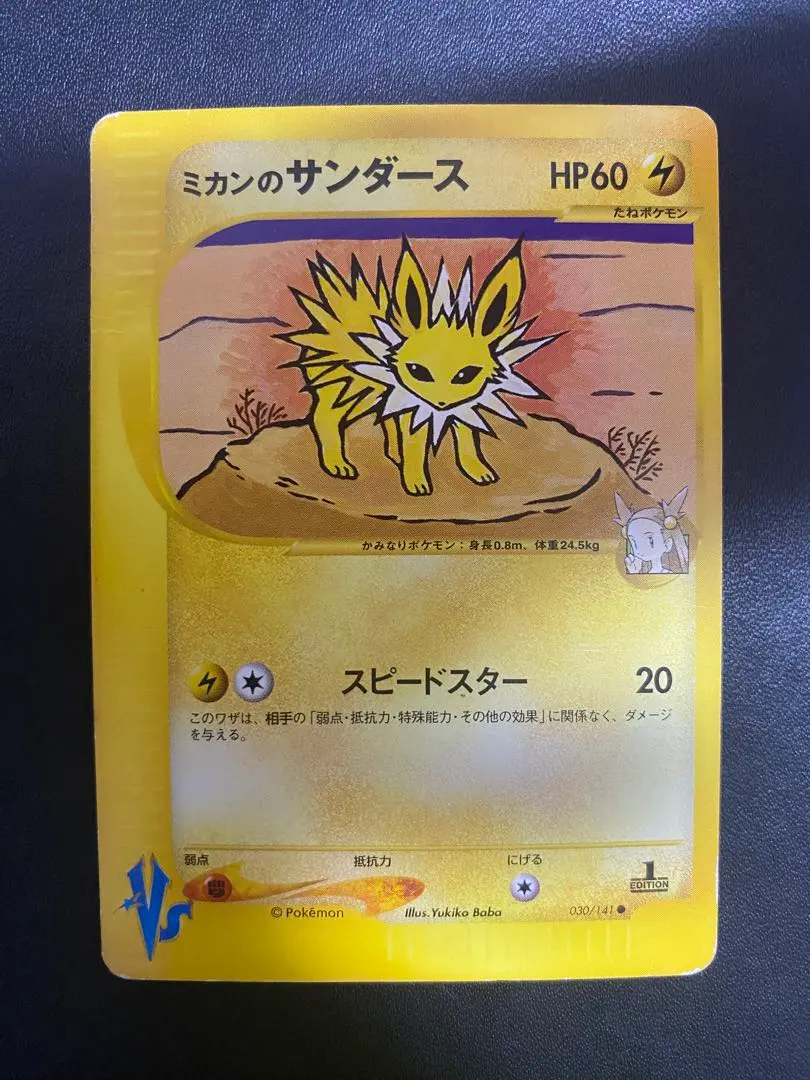 ミカンのサンダース HP60
たねポケモン
かみなりポケモン：身長0.8m、体重24.5kg
スピードスター 20
このワザは、相手の「弱点・抵抗力・特殊能力・その他の効果」に関係なく、ダメージ
を与える。
弱点 抵抗力 にげる
1
EDITION
VS
©Pokémon Illus.Yukiko Baba 030/141